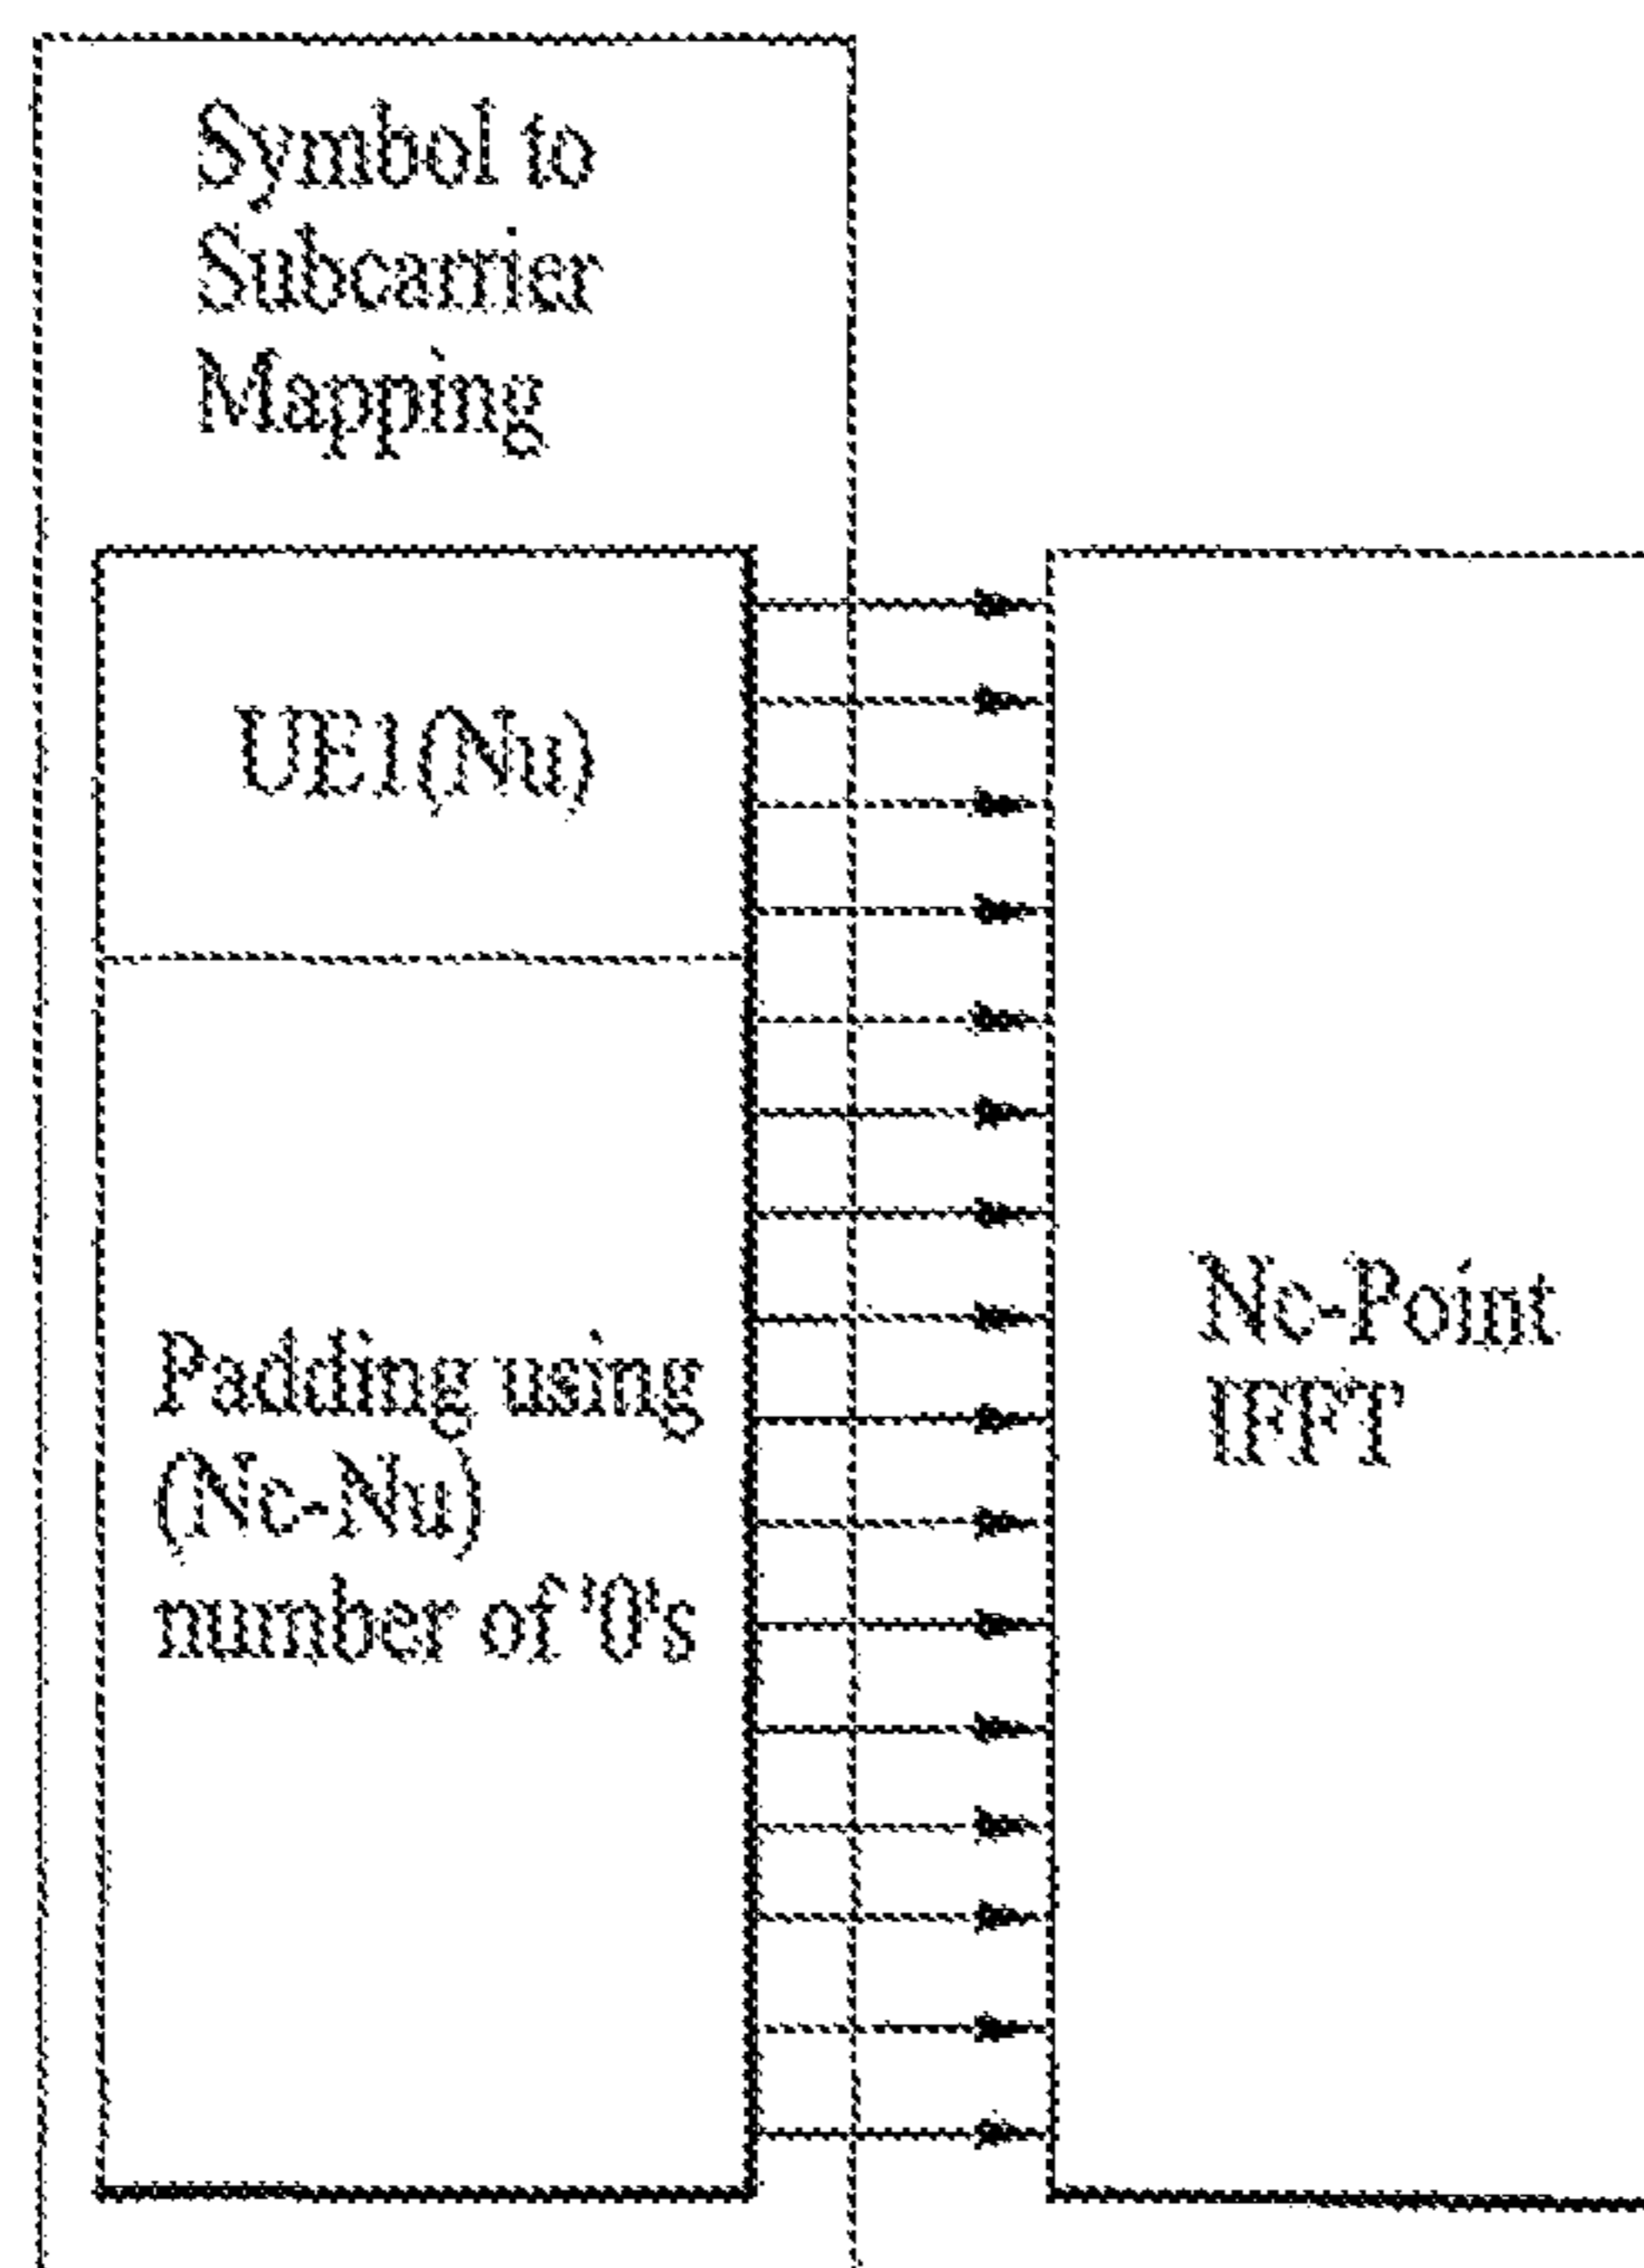 Symbol to
Subcarrier
Mapping
UE1(Nu)
Padding using
(Nc-Nu)
number of '0's
Nc-Point
IFFT